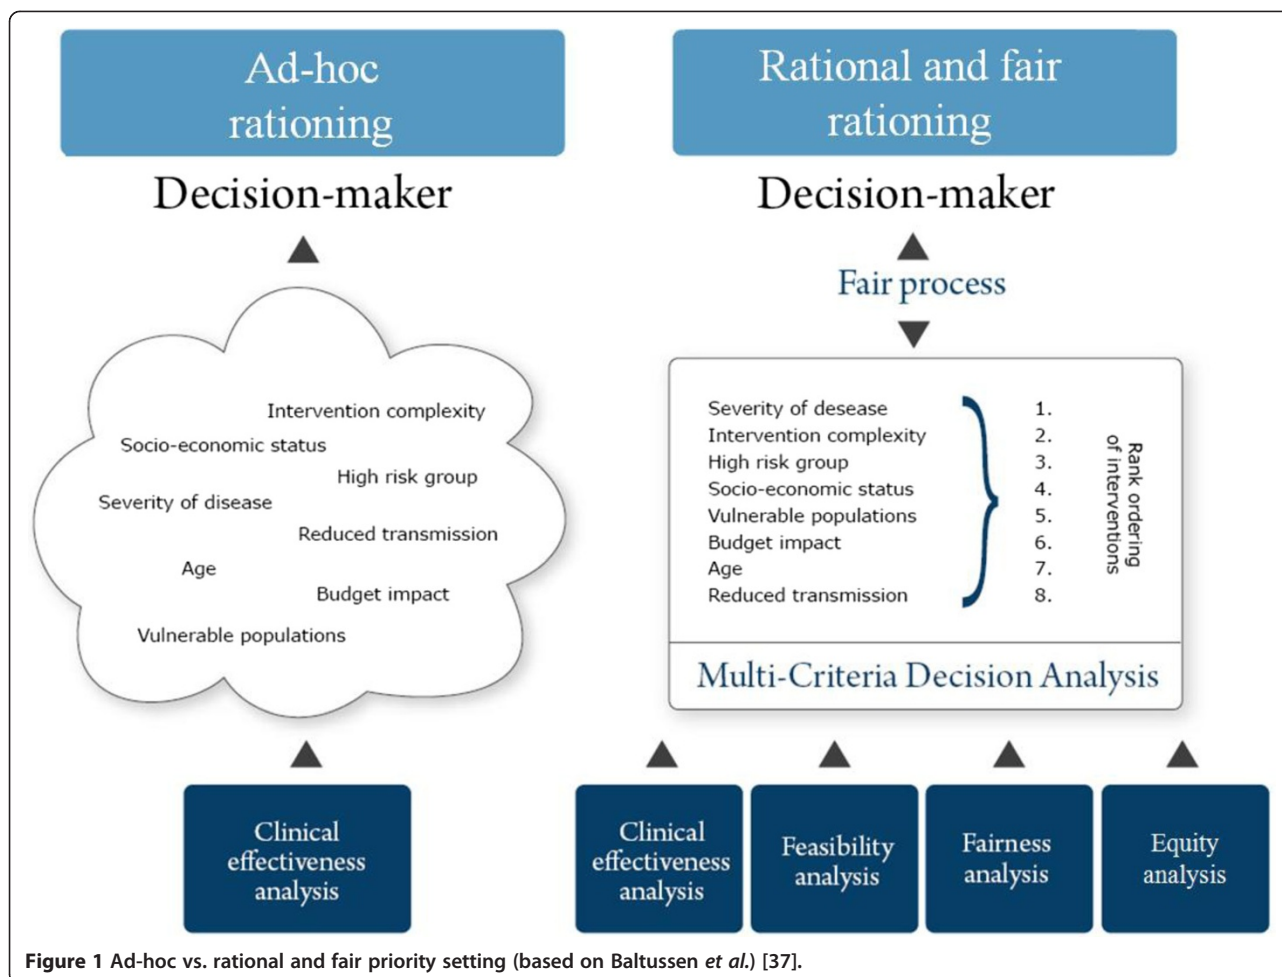 Ad-hoc
rationing
Decision-maker
Intervention complexity
Socio-economic status
High risk group
Severity of disease
Reduced transmission
Age
Budget impact
Vulnerable populations
Clinical
effectiveness
analysis
Rational and fair
rationing
Decision-maker
Fair process
Severity of desease
Intervention complexity
High risk group
Socio-economic status
Vulnerable populations
Budget impact
Age
Reduced transmission
1.
2.
3.
4.
5.
6.
7.
8.
Rank ordering
of interventions
Multi-Criteria Decision Analysis
Clinical
effectiveness
analysis
Feasibility
analysis
Fairness
analysis
Equity
analysis
Figure 1 Ad-hoc vs. rational and fair priority setting (based on Baltussen et al.) [37].